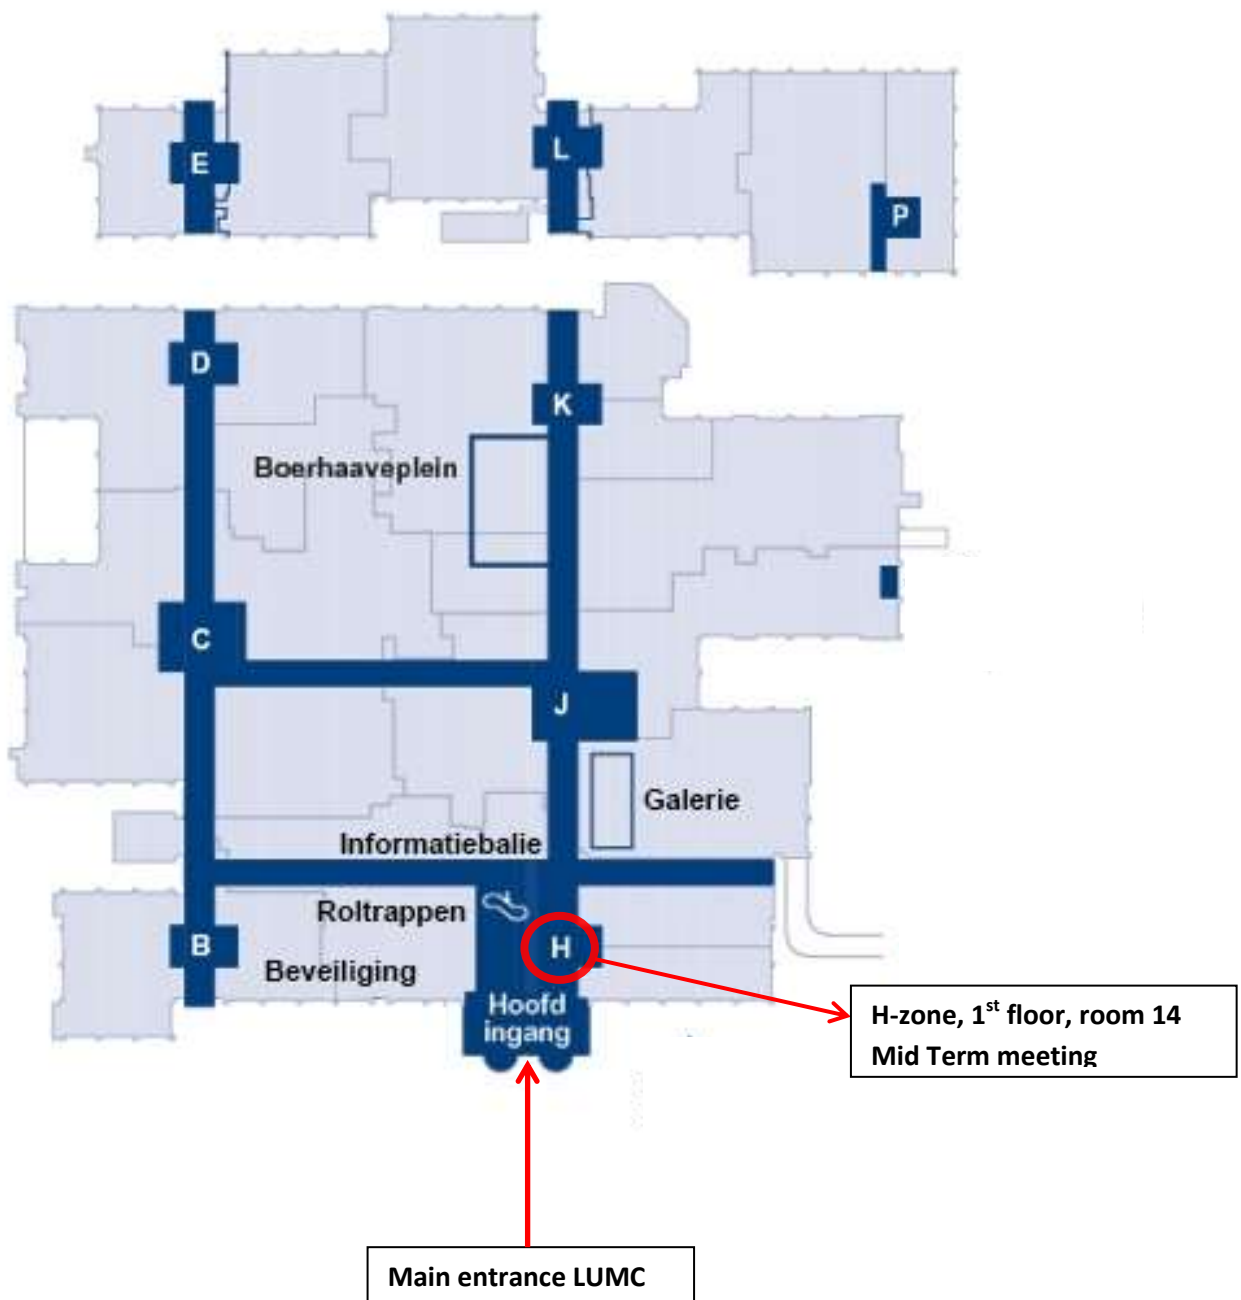 E
L
P
D
K
Boerhaaveplein
C
J
Galerie
Informatiebalie
Roltrappen
B
H
Beveiliging
Hoofd
ingang
H-zone, 1st floor, room 14
Mid Term meeting
Main entrance LUMC